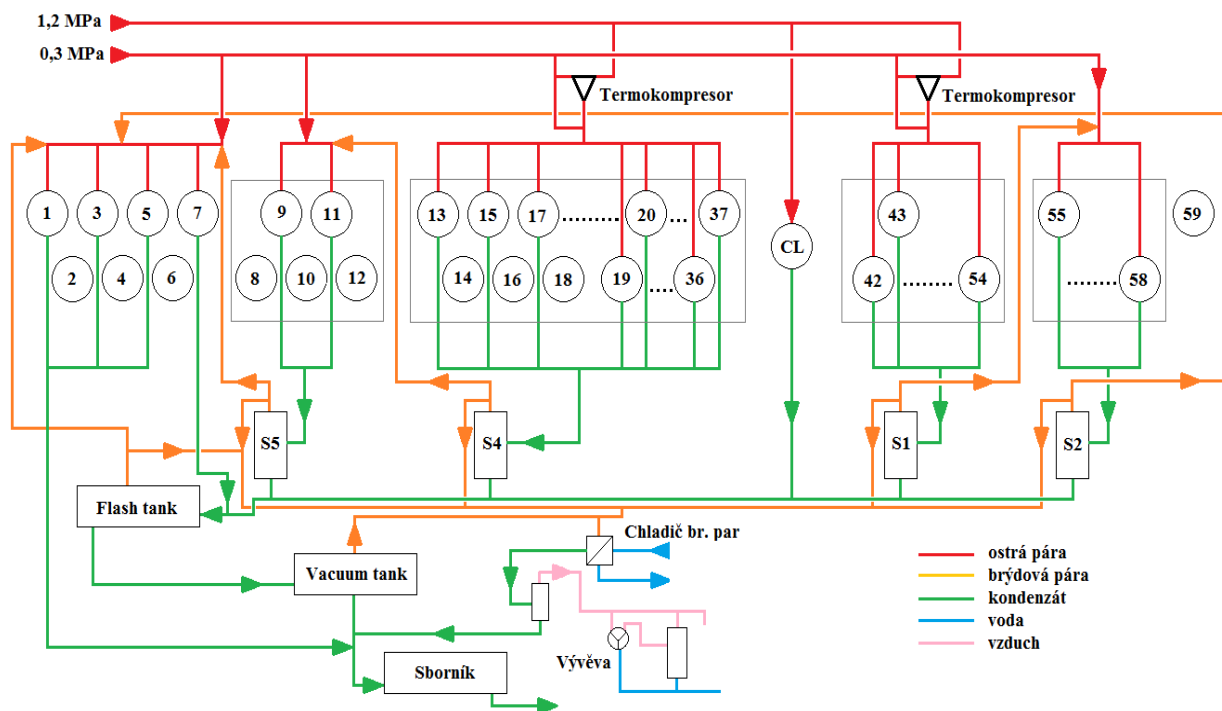 1,2 MPa
0,3 MPa
Termokompresor
Termokompresor
1
3
5
7
9
11
13
15
17
.........
20
...
37
43
55
59
CL
2
4
6
8
10
12
14
16
18
19
....
36
42
........
54
........
58
S5
S4
S1
S2
Flash tank
Chladič br. par
Vacuum tank
Vývěva
Sborník
ostrá pára
brýdová pára
kondenzát
voda
vzduch